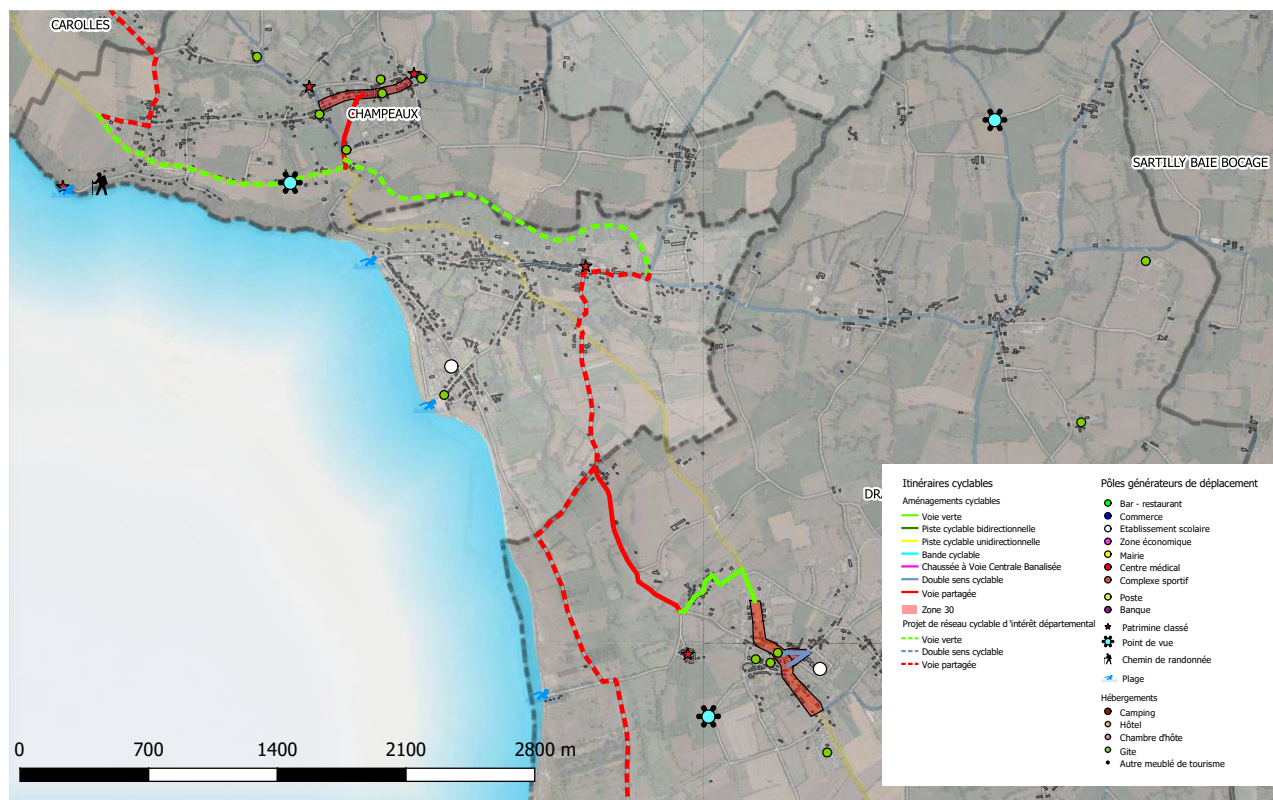 CAROLLES
CHAMPEAUX
SARTILLY BAIE BOCAGE
DRA
Itinéraires cyclables
Aménagements cyclables
Voie verte
Piste cyclable bidirectionnelle
Piste cyclable unidirectionnelle
Bande cyclable
Chaussée à Voie Centrale Banalisée
Double sens cyclable
Voie partagée
Zone 30
Projet de réseau cyclable d'intérêt départemental
Voie verte
Double sens cyclable
Voie partagée
Pôles générateurs de déplacement
Bar - restaurant
Commerce
Etablissement scolaire
Zone économique
Mairie
Centre médical
Complexe sportif
Poste
Banque
Patrimine classé
Point de vue
Chemin de randonnée
Plage
Hébergements
Camping
Hôtel
Chambre d'hôte
Gite
Autre meublé de tourisme
0 700 1400 2100 2800 m